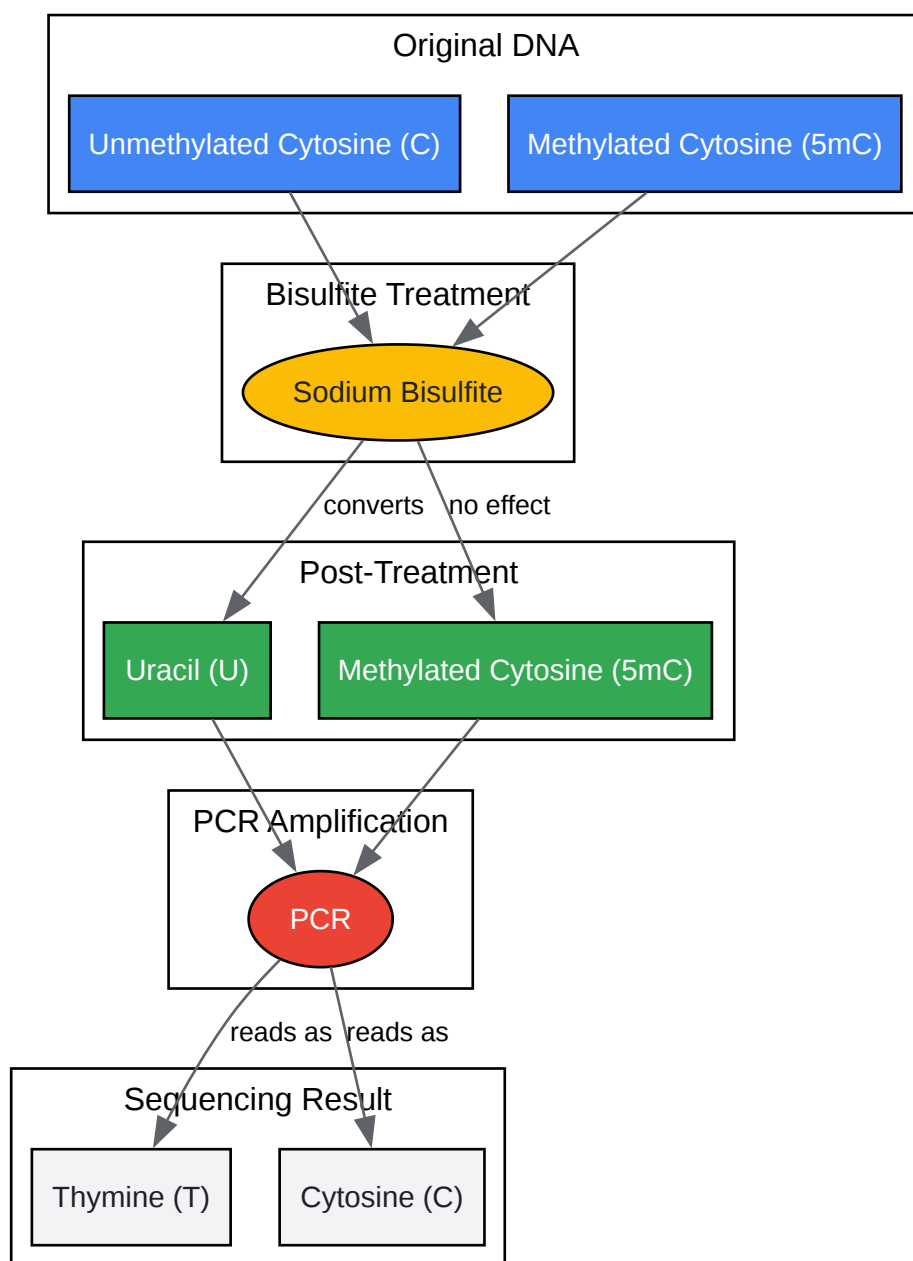 Original DNA
Unmethylated Cytosine (C)
Methylated Cytosine (5mC)
Bisulfite Treatment
Sodium Bisulfite
converts
no effect
Post-Treatment
Uracil (U)
Methylated Cytosine (5mC)
PCR Amplification
PCR
reads as
reads as
Sequencing Result
Thymine (T)
Cytosine (C)